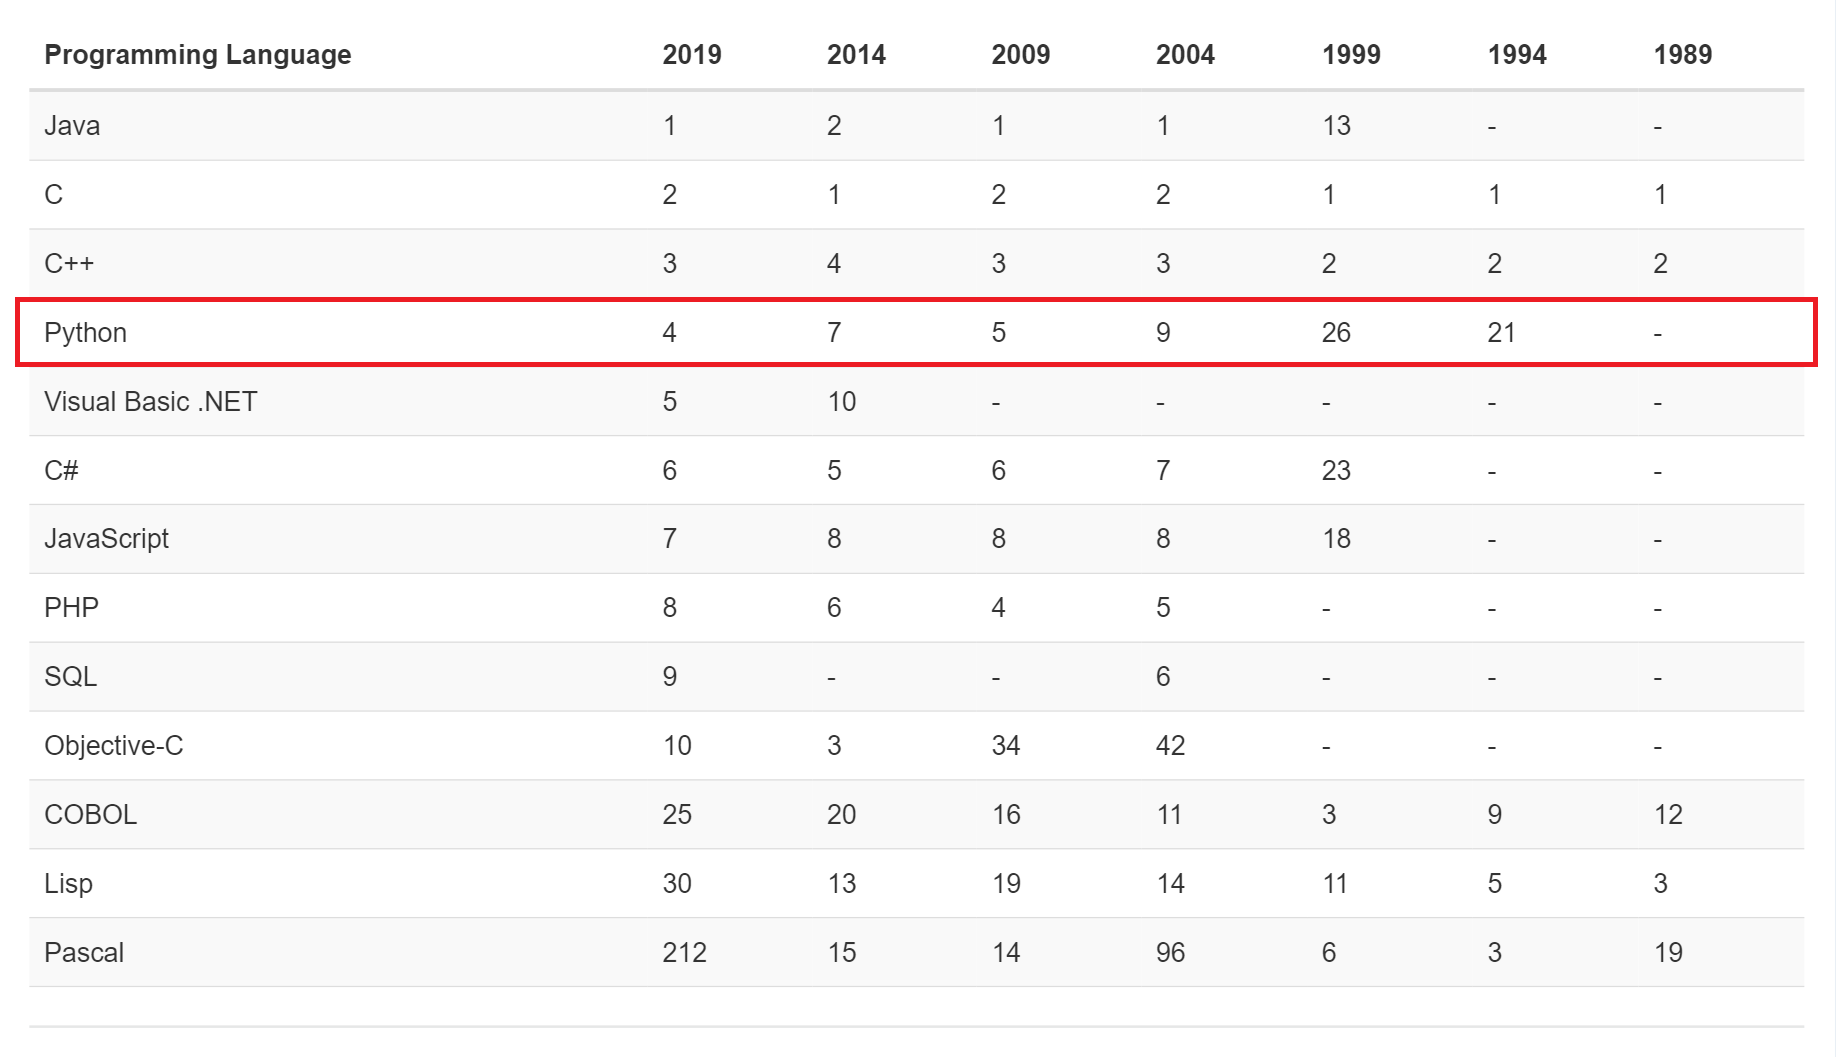 Programming Language 2019 2014 2009 2004 1999 1994 1989
Java 1 2 1 1 13 - -
C 2 1 2 2 1 1 1
C++ 3 4 3 3 2 2 2
Python 4 7 5 9 26 21 -
Visual Basic .NET 5 10 - - - - -
C# 6 5 6 7 23 - -
JavaScript 7 8 8 8 18 - -
PHP 8 6 4 5 - - -
SQL 9 - - 6 - - -
Objective-C 10 3 34 42 - - -
COBOL 25 20 16 11 3 9 12
Lisp 30 13 19 14 11 5 3
Pascal 212 15 14 96 6 3 19